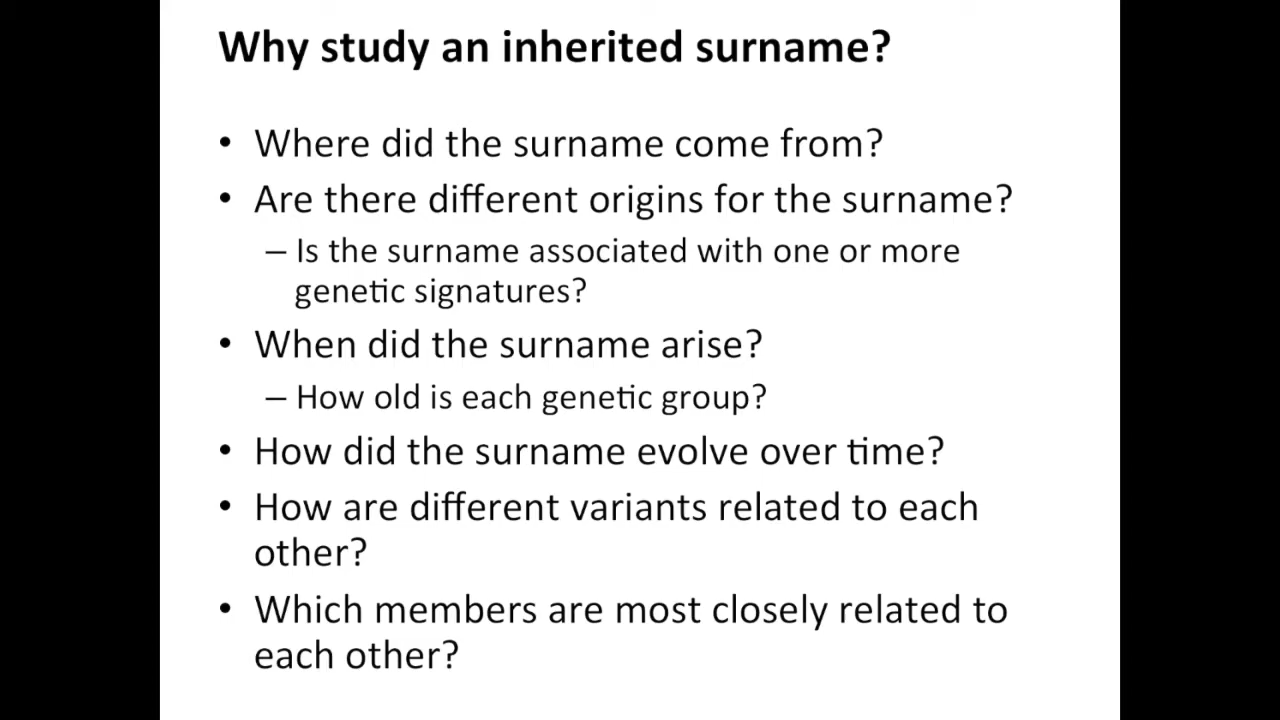 Why study an inherited surname?
• Where did the surname come from?
• Are there different origins for the surname?
– Is the surname associated with one or more
genetic signatures?
• When did the surname arise?
– How old is each genetic group?
• How did the surname evolve over time?
• How are different variants related to each
other?
• Which members are most closely related to
each other?